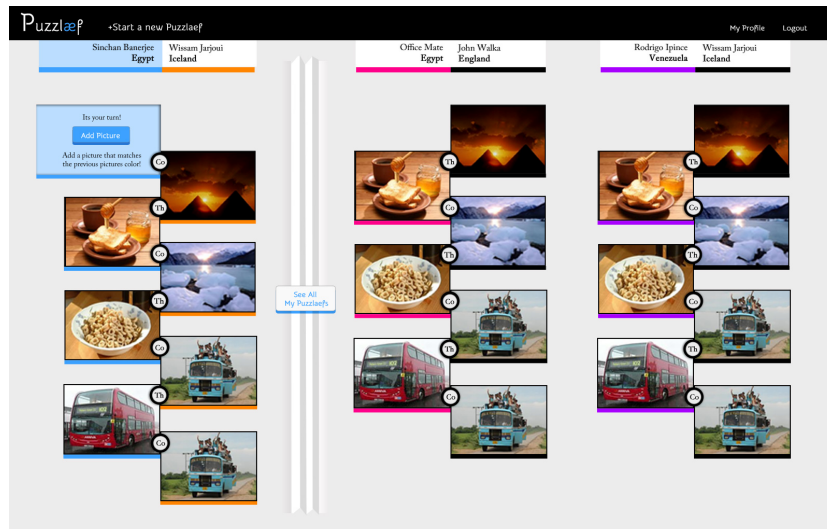 Puzzlæf
+Start a new Puzzlaef
My Profile
Logout
Sinchan Banerjee
Egypt
Wissam Jarjoui
Iceland
Office Mate
Egypt
John Walka
England
Rodrigo Ipince
Venezuela
Wissam Jarjoui
Iceland
Its your turn!
Add Picture
Add a picture that matches
the previous pictures color!
Co
Th
Co
Th
Co
Th
Co
See All
My Puzzlaefs
Th
Co
Th
Co
Th
Co
Th
Co
Th
Co
Th
Co